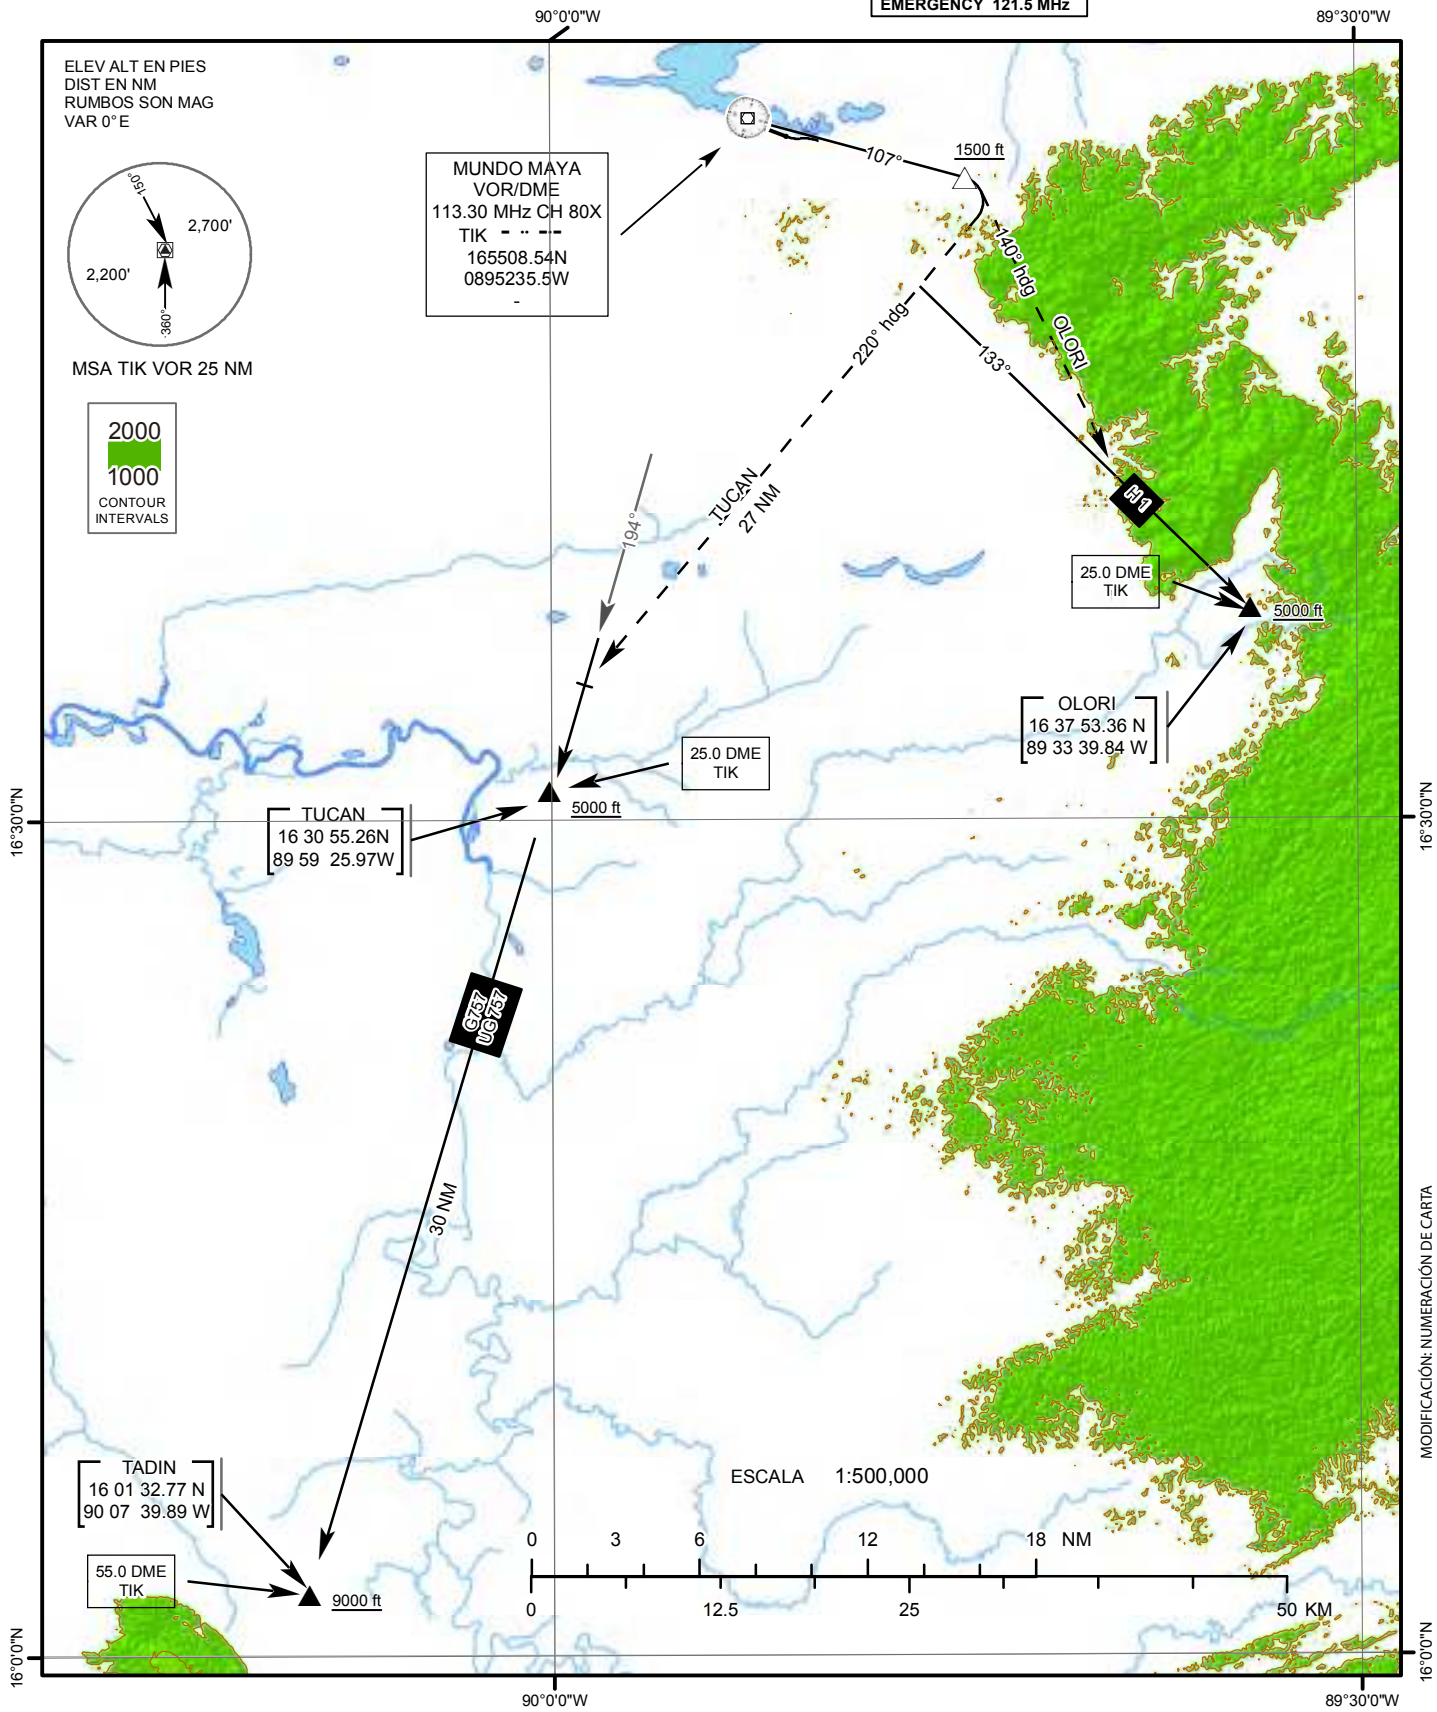 EMERGENCY 121.5 MHz
90°0'0"W
89°30'0"W
ELEV ALT EN PIES
DIST EN NM
RUMBOS SON MAG
VAR 0° E
150°
2,700'
2,200'
360°
MSA TIK VOR 25 NM
2000
1000
CONTOUR
INTERVALS
MUNDO MAYA
VOR/DME
113.30 MHz CH 80X
TIK - ·· -·-
165508.54N
0895235.5W
-
107°
1500 ft
140° hdg
OLORI
220° hdg
133°
TUCAN
27 NM
194°
H 1
25.0 DME
TIK
5000 ft
OLORI
16 37 53.36 N
89 33 39.84 W
25.0 DME
TIK
5000 ft
TUCAN
16 30 55.26N
89 59 25.97W
16°30'0"N
16°30'0"N
G757
UG757
30 NM
TADIN
16 01 32.77 N
90 07 39.89 W
55.0 DME
TIK
9000 ft
ESCALA 1:500,000
0 3 6 12 18 NM
0 12.5 25 50 KM
MODIFICACIÓN: NUMERACIÓN DE CARTA
16°0'0"N
16°0'0"N
90°0'0"W
89°30'0"W